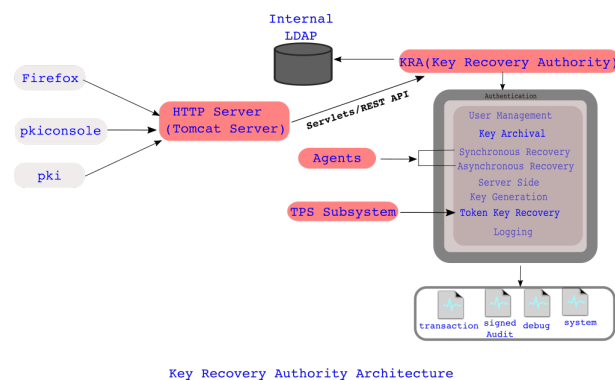 Internal
LDAP
KRA(Key Recovery Authority)
Firefox
pkiconsole
pki
HTTP Server
(Tomcat Server)
Servlets/REST API
Authentication
User Management
Key Archival
Synchronous Recovery
Asynchronous Recovery
Server Side
Key Generation
Token Key Recovery
Logging
Agents
TPS Subsystem
transaction
signed
Audit
debug
system
Key Recovery Authority Architecture